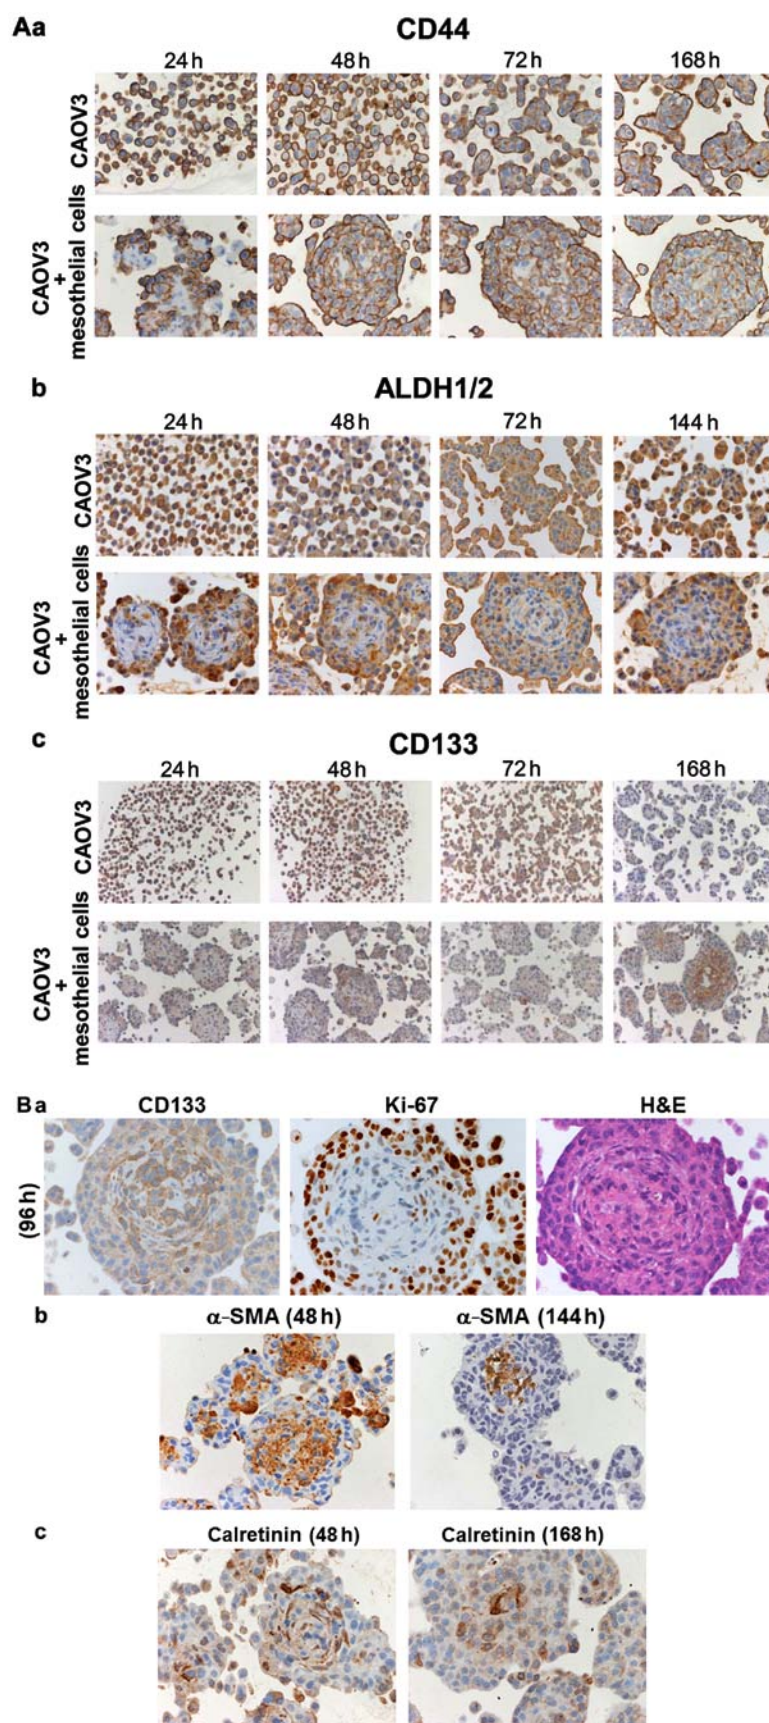 Aa
CD44
24 h 48 h 72 h 168 h
CAOV3
CAOV3
+
mesothelial cells
b
ALDH1/2
24 h 48 h 72 h 144 h
CAOV3
CAOV3
+
mesothelial cells
c
CD133
24 h 48 h 72 h 168 h
CAOV3
CAOV3
+
mesothelial cells
B a
CD133 Ki-67 H&E
(96 h)
b
α-SMA (48 h) α-SMA (144 h)
c
Calretinin (48 h) Calretinin (168 h)